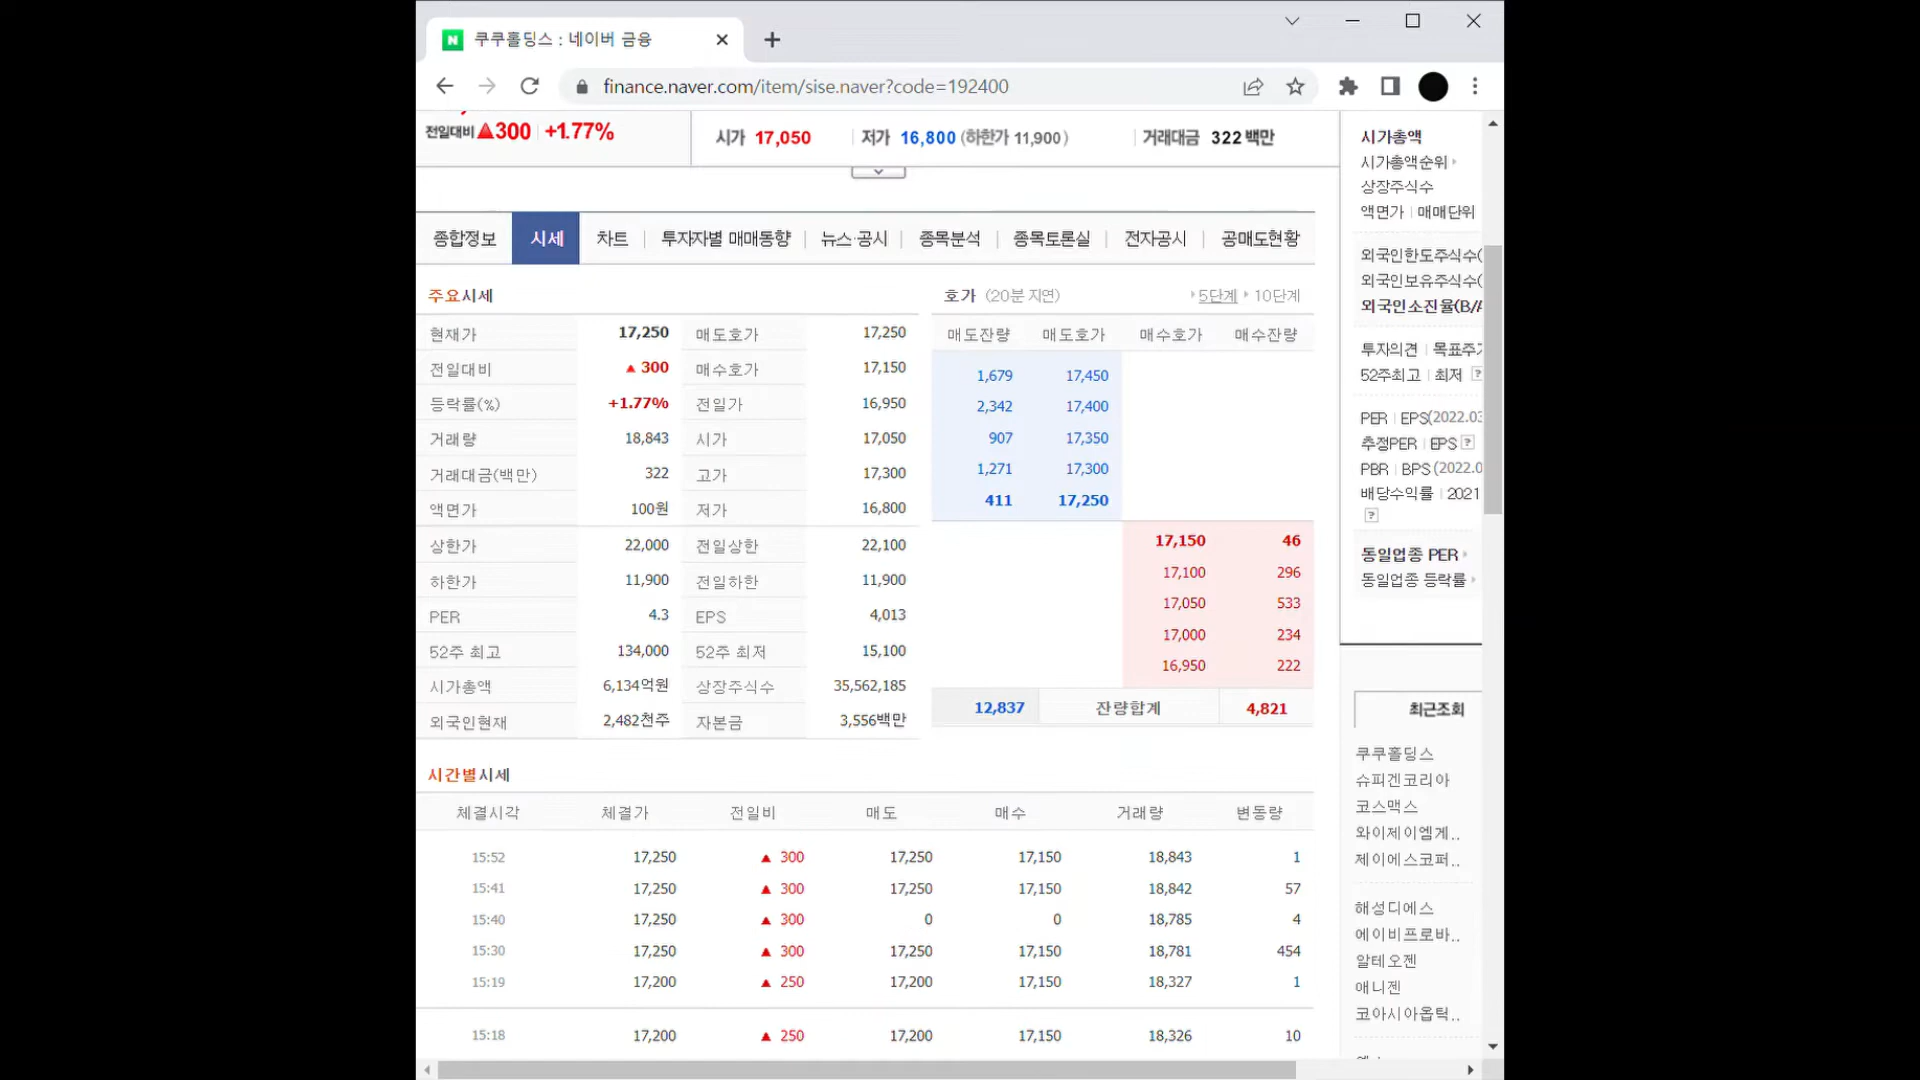 쿠쿠홀딩스 : 네이버 금융
finance.naver.com/item/sise.naver?code=192400
전일대비 ▲300 +1.77%
시가 17,050 저가 16,800 (하한가 11,900) 거래대금 322 백만
종합정보 시세 차트 투자자별 매매동향 뉴스·공시 종목분석 종목토론실 전자공시 공매도현황
주요시세
현재가 17,250 매도호가 17,250
전일대비 ▲ 300 매수호가 17,150
등락률(%) +1.77% 전일가 16,950
거래량 18,843 시가 17,050
거래대금(백만) 322 고가 17,300
액면가 100원 저가 16,800
상한가 22,000 전일상한 22,100
하한가 11,900 전일하한 11,900
PER 4.3 EPS 4,013
52주 최고 134,000 52주 최저 15,100
시가총액 6,134억원 상장주식수 35,562,185
외국인현재 2,482천주 자본금 3,556백만
호가 (20분 지연) 5단계 10단계
매도잔량 매도호가 매수호가 매수잔량
1,679 17,450
2,342 17,400
907 17,350
1,271 17,300
411 17,250
17,150 46
17,100 296
17,050 533
17,000 234
16,950 222
12,837 잔량합계 4,821
시간별시세
체결시각 체결가 전일비 매도 매수 거래량 변동량
15:52 17,250 ▲ 300 17,250 17,150 18,843 1
15:41 17,250 ▲ 300 17,250 17,150 18,842 57
15:40 17,250 ▲ 300 0 0 18,785 4
15:30 17,250 ▲ 300 17,250 17,150 18,781 454
15:19 17,200 ▲ 250 17,200 17,150 18,327 1
15:18 17,200 ▲ 250 17,200 17,150 18,326 10
시가총액
시가총액순위
상장주식수
액면가 매매단위
외국인한도주식수(
외국인보유주식수(
외국인소진율(B/A
투자의견 목표주가
52주최고 최저 ?
PER EPS(2022.03
추정PER EPS ?
PBR BPS (2022.0
배당수익률 2021
?
동일업종 PER
동일업종 등락률
최근조회
쿠쿠홀딩스
슈피겐코리아
코스맥스
와이제이엠게..
제이에스코퍼..
해성디에스
에이비프로바..
알테오젠
애니젠
코아시아옵틱..